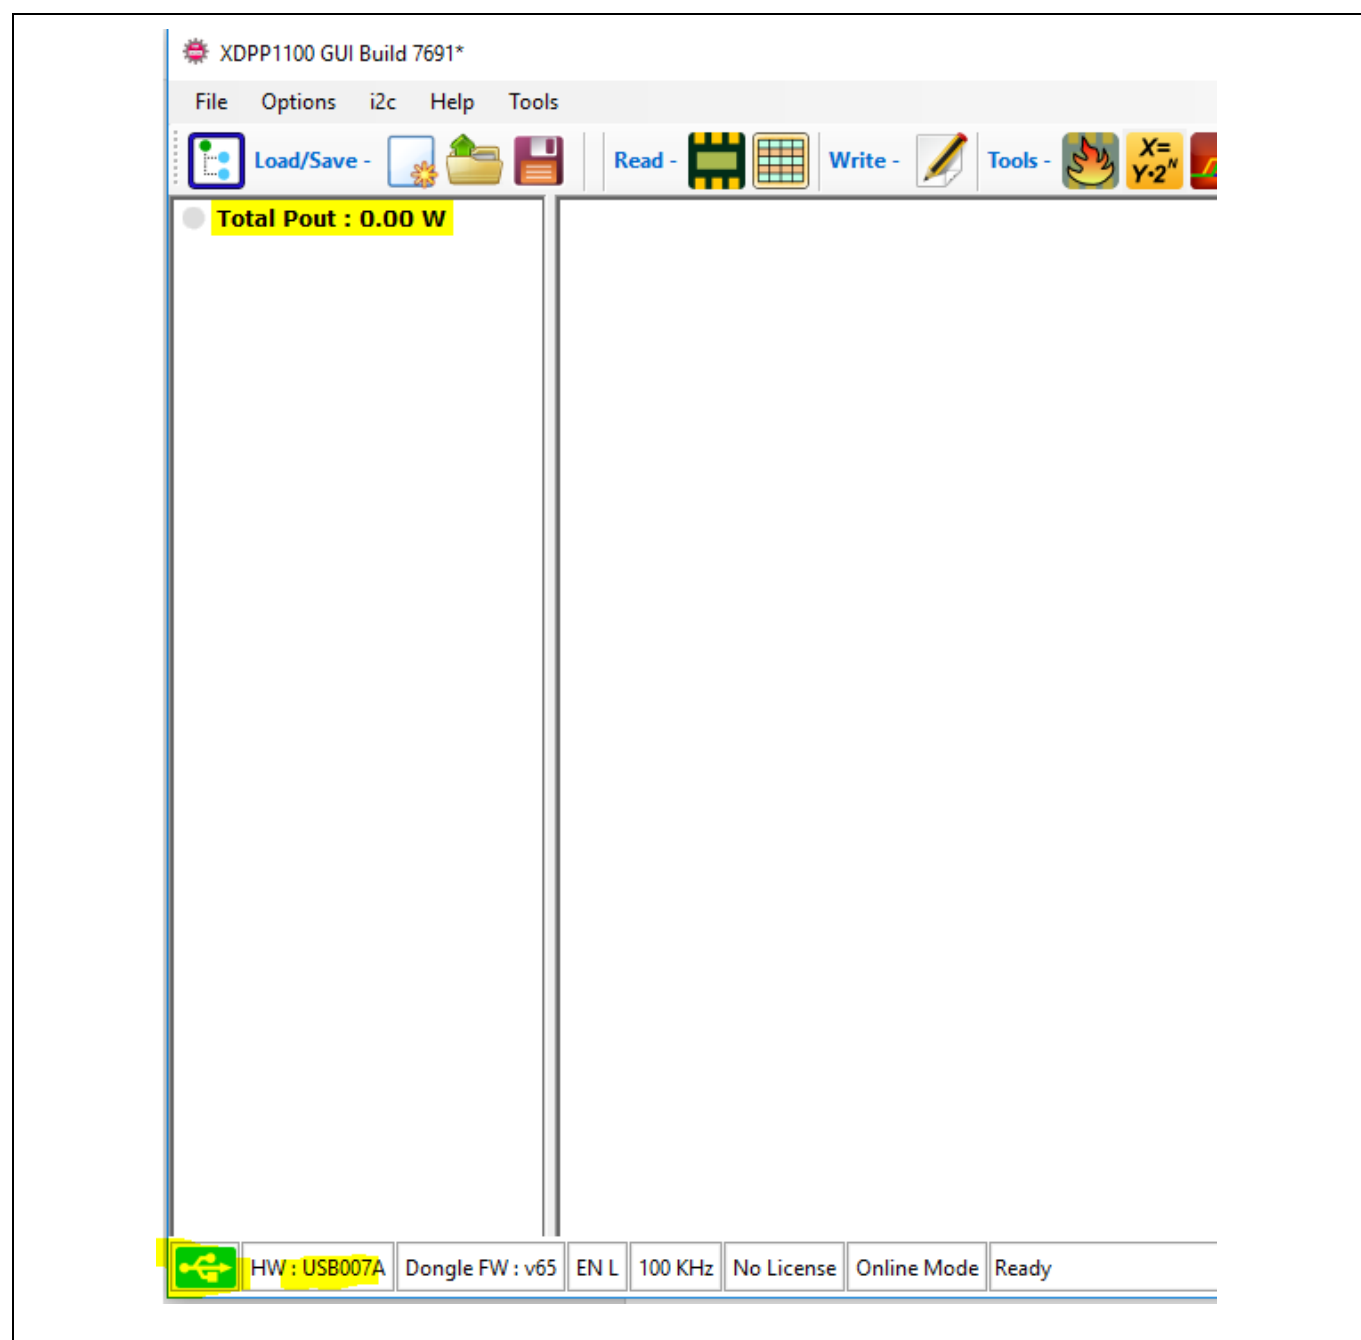 XDPP1100 GUI Build 7691*
File Options i2c Help Tools
Load/Save - Read - Write - Tools - X=
Y·2ᴺ
Total Pout : 0.00 W
HW : USB007A Dongle FW : v65 EN L 100 KHz No License Online Mode Ready